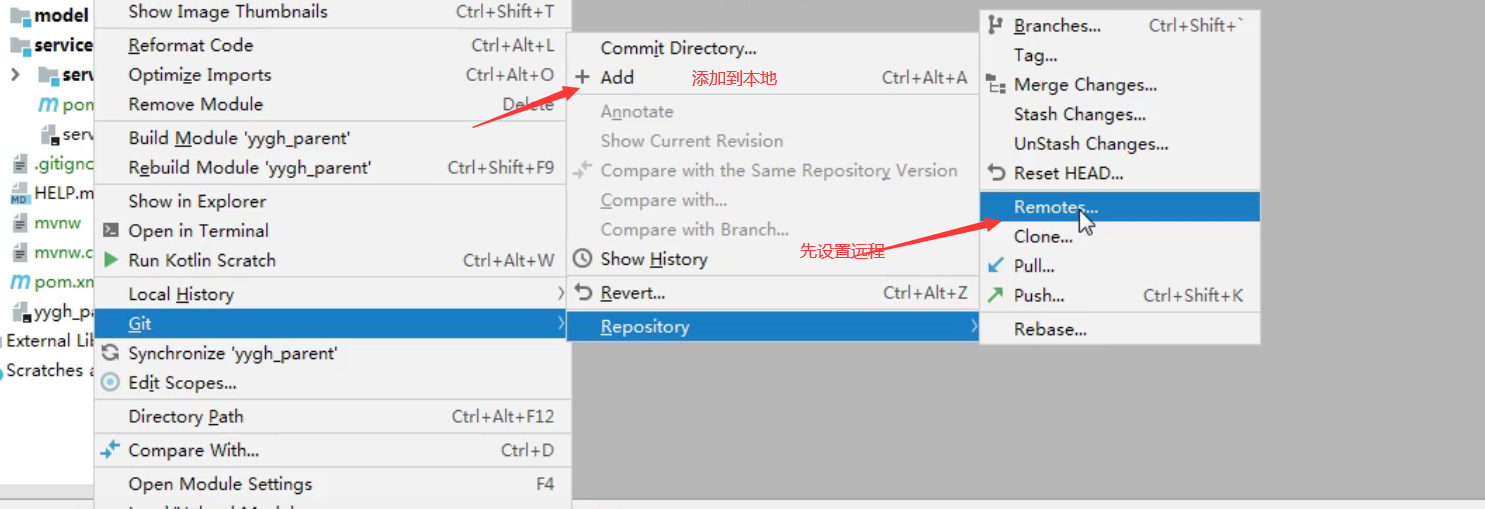 model
service
serv
pom
serv
.gitigno
HELP.m
mvnw
mvnw.c
pom.xm
yygh_pa
External Lib
Scratches a
Show Image Thumbnails Ctrl+Shift+T
Reformat Code Ctrl+Alt+L
Optimize Imports Ctrl+Alt+O
Remove Module Delete
Build Module 'yygh_parent'
Rebuild Module 'yygh_parent' Ctrl+Shift+F9
Show in Explorer
Open in Terminal
Run Kotlin Scratch Ctrl+Alt+W
Local History
Git
Synchronize 'yygh_parent'
Edit Scopes...
Directory Path Ctrl+Alt+F12
Compare With... Ctrl+D
Open Module Settings F4
Commit Directory...
Add 添加到本地 Ctrl+Alt+A
Annotate
Show Current Revision
Compare with the Same Repository Version
Compare with...
Compare with Branch...
Show History 先设置远程
Revert... Ctrl+Alt+Z
Repository
Branches... Ctrl+Shift+`
Tag...
Merge Changes...
Stash Changes...
UnStash Changes...
Reset HEAD...
Remotes...
Clone...
Pull...
Push... Ctrl+Shift+K
Rebase...